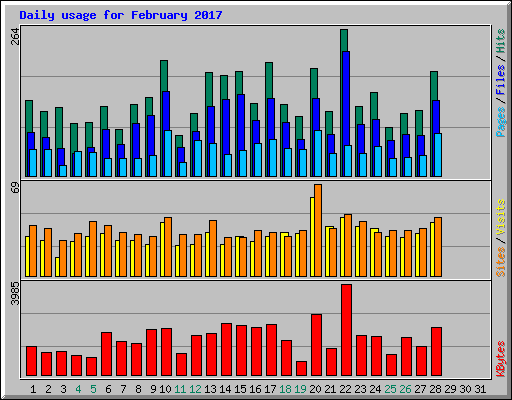 Daily usage for February 2017
264
Pages / Files / Hits
69
Sites / Visits
3985
KBytes
1 2 3 4 5 6 7 8 9 10 11 12 13 14 15 16 17 18 19 20 21 22 23 24 25 26 27 28 29 30 31